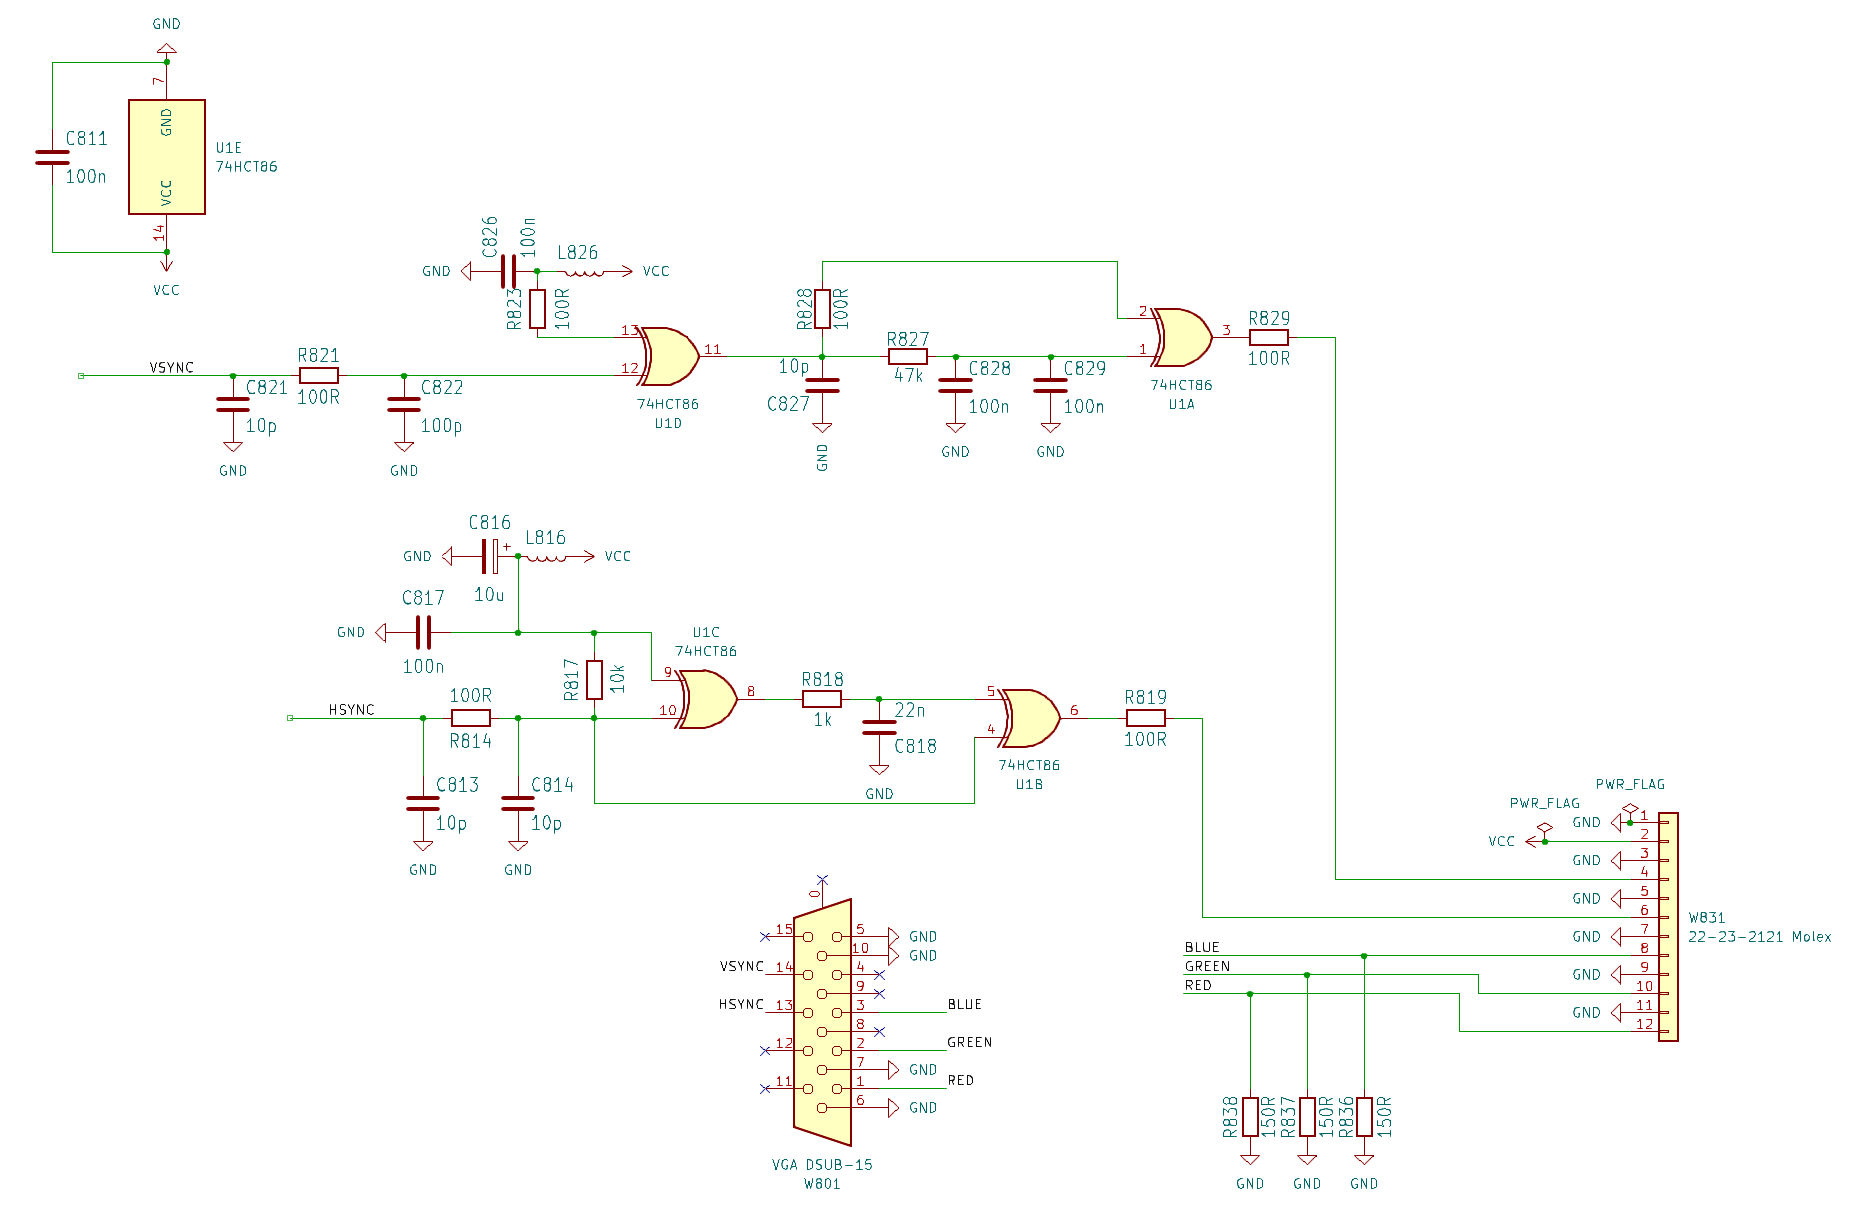 GND
7
GND
C811
100n
U1E
74HCT86
VCC
14
VCC
C826
100n
L826
GND
VCC
R823
100R
13
12
11
74HCT86
U1D
VSYNC
R821
100R
C821
10p
GND
C822
100p
GND
R828
100R
R827
47k
10p
C827
GND
C828
100n
GND
C829
100n
GND
2
1
3
74HCT86
U1A
R829
100R
C816
+
10u
L816
GND
VCC
C817
100n
GND
R817
10k
U1C
74HCT86
9
10
8
HSYNC
100R
R814
C813
10p
GND
C814
10p
GND
R818
1k
22n
C818
GND
5
4
6
74HCT86
U1B
R819
100R
PWR_FLAG
PWR_FLAG
GND 1
VCC 2
GND 3
4
GND 5
6
GND 7
8
GND 9
10
GND 11
12
W831
22-23-2121 Molex
BLUE
GREEN
RED
R838
150R
R837
150R
R836
150R
GND
GND
GND
0
15
5 GND
10 GND
VSYNC 14
4
9
HSYNC 13
3 BLUE
8
12
2 GREEN
7 GND
11
1 RED
6 GND
VGA DSUB-15
W801